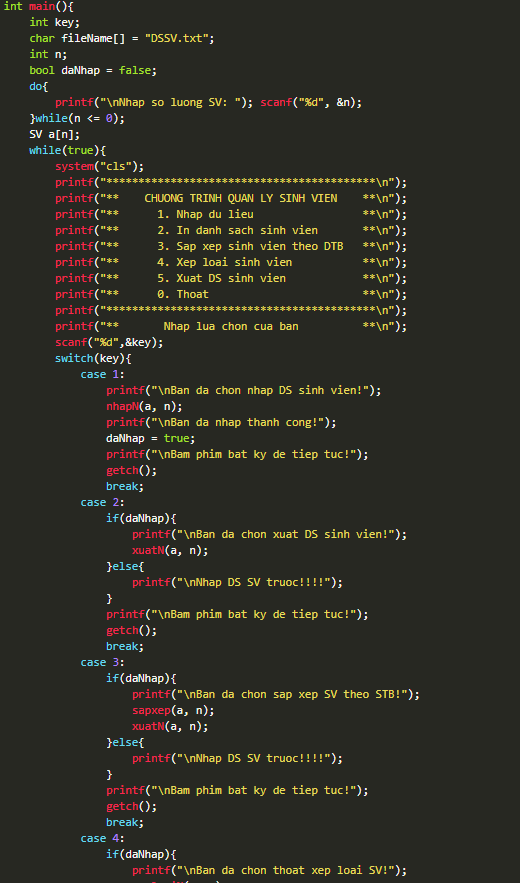 int main(){
    int key;
    char fileName[] = "DSSV.txt";
    int n;
    bool daNhap = false;
    do{
        printf("\nNhap so luong SV: "); scanf("%d", &n);
    }while(n <= 0);
    SV a[n];
    while(true){
        system("cls");
        printf("******************************************\n");
        printf("**    CHUONG TRINH QUAN LY SINH VIEN    **\n");
        printf("**      1. Nhap du lieu                 **\n");
        printf("**      2. In danh sach sinh vien       **\n");
        printf("**      3. Sap xep sinh vien theo DTB   **\n");
        printf("**      4. Xep loai sinh vien           **\n");
        printf("**      5. Xuat DS sinh vien            **\n");
        printf("**      0. Thoat                        **\n");
        printf("******************************************\n");
        printf("**       Nhap lua chon cua ban          **\n");
        scanf("%d",&key);
        switch(key){
            case 1:
                printf("\nBan da chon nhap DS sinh vien!");
                nhapN(a, n);
                printf("\nBan da nhap thanh cong!");
                daNhap = true;
                printf("\nBam phim bat ky de tiep tuc!");
                getch();
                break;
            case 2:
                if(daNhap){
                    printf("\nBan da chon xuat DS sinh vien!");
                    xuatN(a, n);
                }else{
                    printf("\nNhap DS SV truoc!!!!");
                }
                printf("\nBam phim bat ky de tiep tuc!");
                getch();
                break;
            case 3:
                if(daNhap){
                    printf("\nBan da chon sap xep SV theo STB!");
                    sapxep(a, n);
                    xuatN(a, n);
                }else{
                    printf("\nNhap DS SV truoc!!!!");
                }
                printf("\nBam phim bat ky de tiep tuc!");
                getch();
                break;
            case 4:
                if(daNhap){
                    printf("\nBan da chon thoat xep loai SV!");